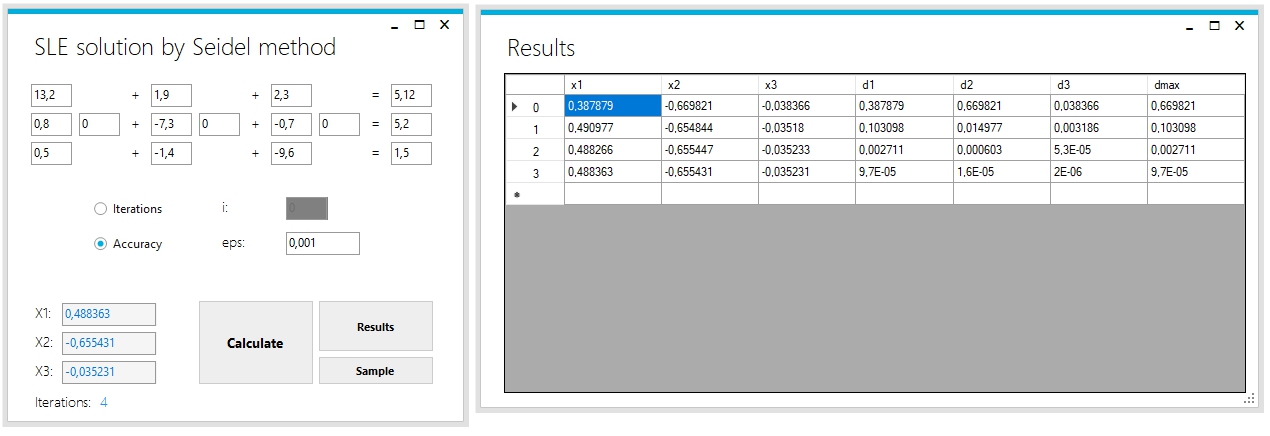 SLE solution by Seidel method
13,2 + 1,9 + 2,3 = 5,12
0,8 0 + -7,3 0 + -0,7 0 = 5,2
0,5 + -1,4 + -9,6 = 1,5
Iterations i: 0
Accuracy eps: 0,001
X1: 0,488363
X2: -0,655431
X3: -0,035231
Iterations: 4
Calculate
Results
Sample
Results
x1 x2 x3 d1 d2 d3 dmax
0 0,387879 -0,669821 -0,038366 0,387879 0,669821 0,038366 0,669821
1 0,490977 -0,654844 -0,03518 0,103098 0,014977 0,003186 0,103098
2 0,488266 -0,655447 -0,035233 0,002711 0,000603 5,3E-05 0,002711
3 0,488363 -0,655431 -0,035231 9,7E-05 1,6E-05 2E-06 9,7E-05